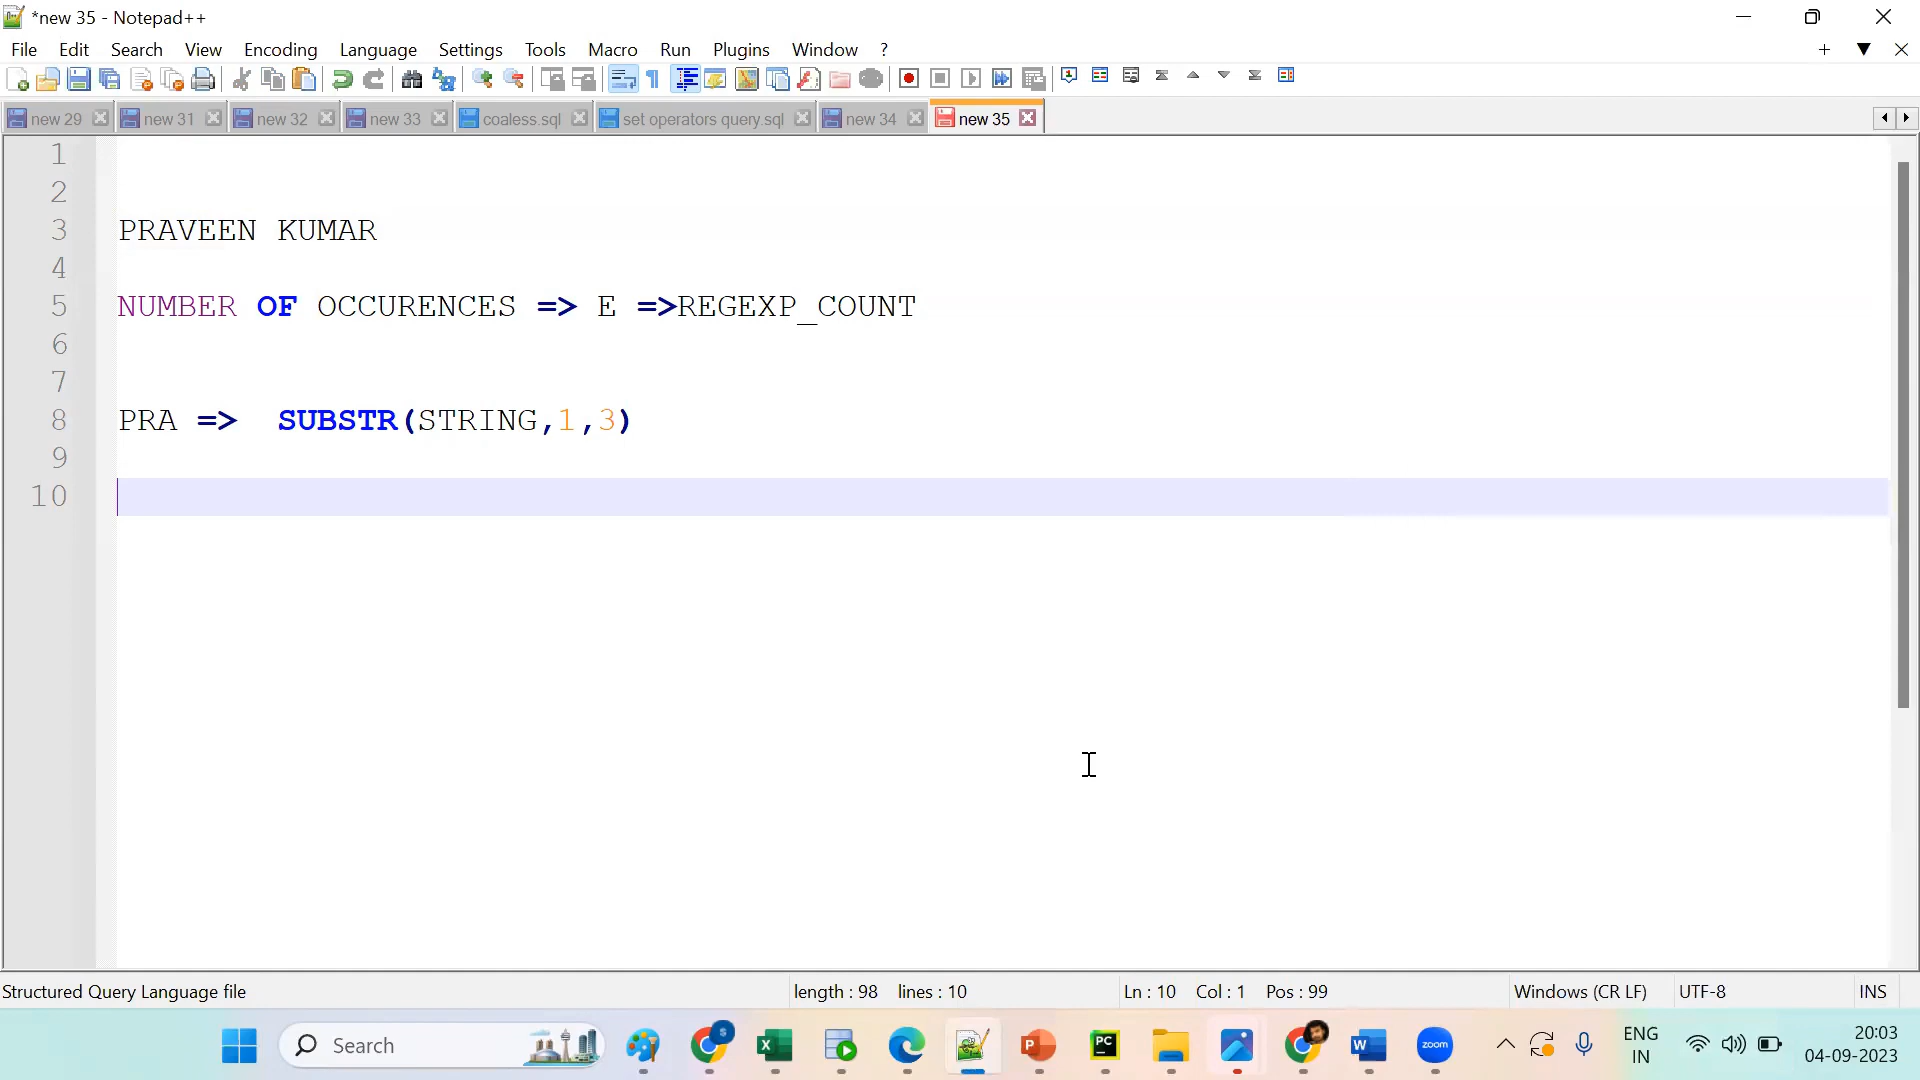 *new 35 - Notepad++
File Edit Search View Encoding Language Settings Tools Macro Run Plugins Window ?
new 29 new 31 new 32 new 33 coaless.sql set operators query.sql new 34 new 35
1
2
3 PRAVEEN KUMAR
4
5 NUMBER OF OCCURENCES => E =>REGEXP_COUNT
6
7
8 PRA => SUBSTR(STRING,1,3)
9
10
Structured Query Language file length : 98 lines : 10 Ln : 10 Col : 1 Pos : 99 Windows (CR LF) UTF-8 INS
Search zoom ENG 20:03
IN 04-09-2023